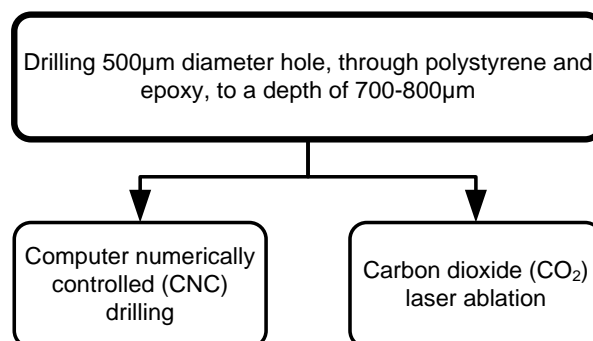 Drilling 500µm diameter hole, through polystyrene and
epoxy, to a depth of 700-800µm
Computer numerically
controlled (CNC)
drilling
Carbon dioxide (CO₂)
laser ablation